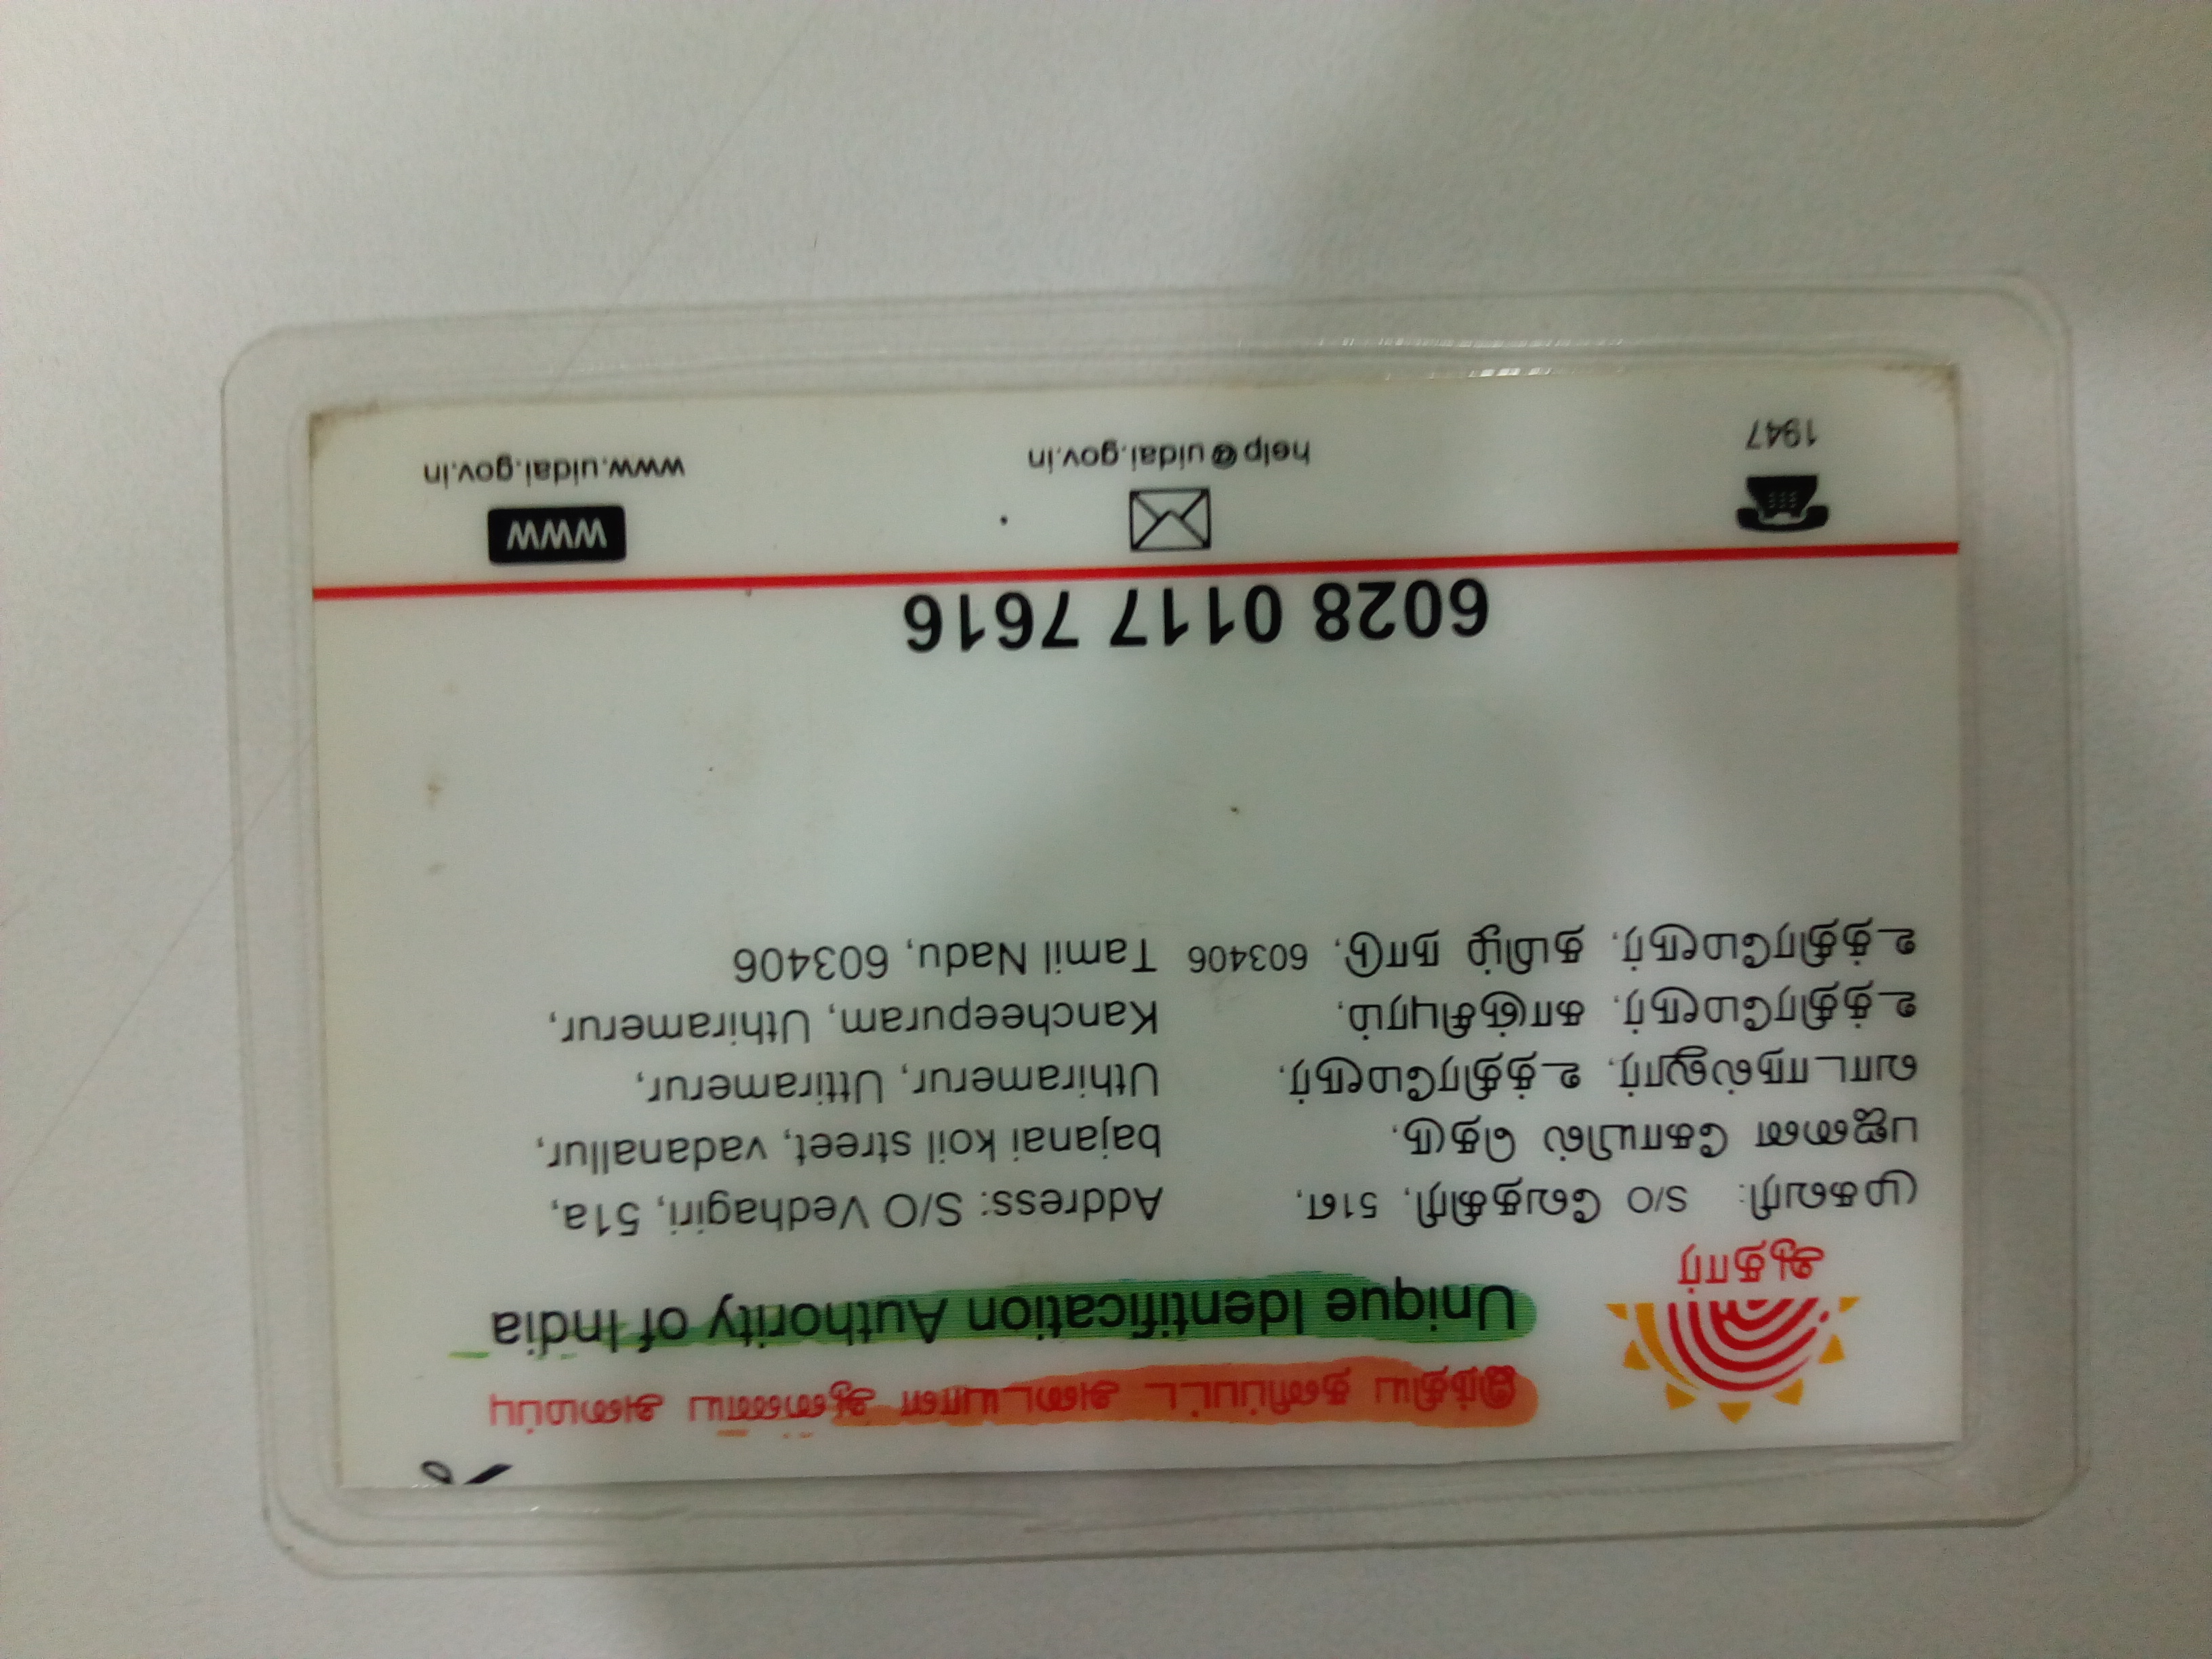 இந்திய தனிப்பட்ட அடையாள ஆணைய அமைப்பு
Unique Identification Authority of India
ஆதார்
முகவரி: S/O வேதகிரி, 51எ,
பஜனை கோயில் தெரு,
வாடாநல்லூர், உத்திரமேரூர்,
உத்திரமேரூர், காஞ்சிபுரம்,
உத்திரமேரூர், தமிழ் நாடு, 603406
Address: S/O Vedhagiri, 51a,
bajanai koil street, vadanallur,
Uthiramerur, Uttiramerur,
Kancheepuram, Uthiramerur,
Tamil Nadu, 603406
6028 0117 7616
1947
help@uidai.gov.in
WWW
www.uidai.gov.in